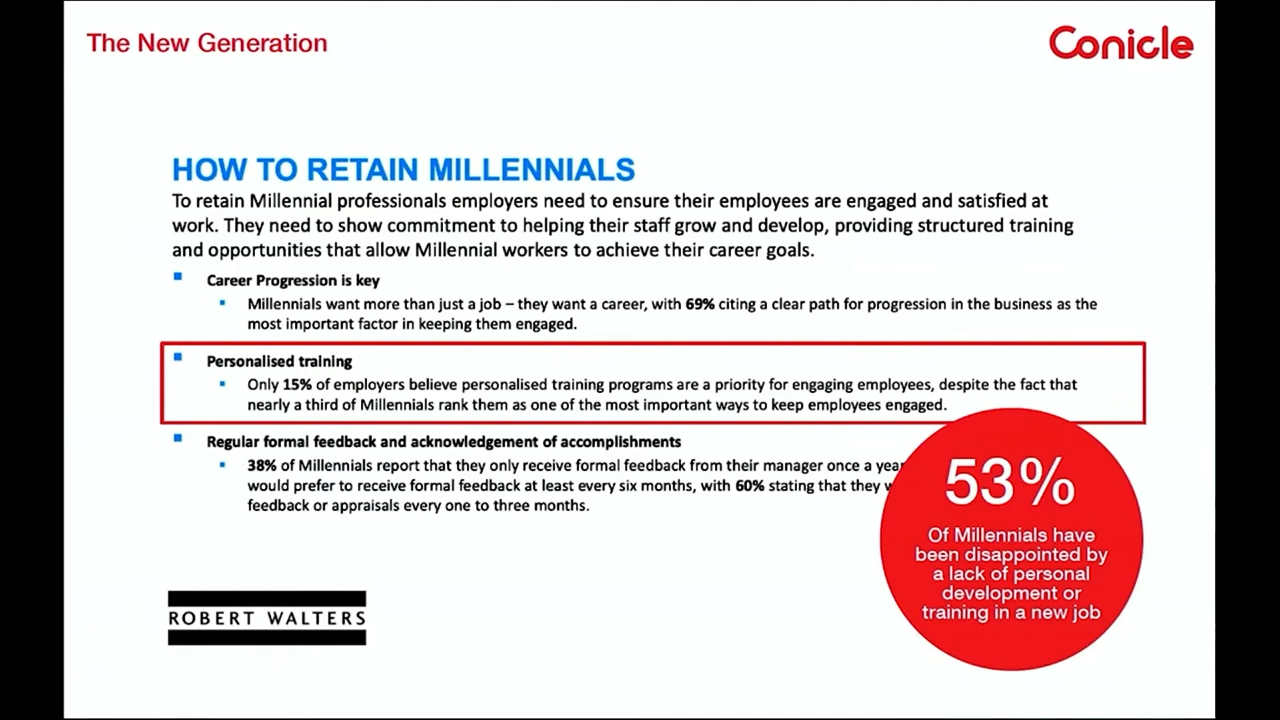 The New Generation
Conicle
HOW TO RETAIN MILLENNIALS
To retain Millennial professionals employers need to ensure their employees are engaged and satisfied at
work. They need to show commitment to helping their staff grow and develop, providing structured training
and opportunities that allow Millennial workers to achieve their career goals.
Career Progression is key
Millennials want more than just a job – they want a career, with 69% citing a clear path for progression in the business as the
most important factor in keeping them engaged.
Personalised training
Only 15% of employers believe personalised training programs are a priority for engaging employees, despite the fact that
nearly a third of Millennials rank them as one of the most important ways to keep employees engaged.
Regular formal feedback and acknowledgement of accomplishments
38% of Millennials report that they only receive formal feedback from their manager once a year
would prefer to receive formal feedback at least every six months, with 60% stating that they
feedback or appraisals every one to three months.
53%
Of Millennials have
been disappointed by
a lack of personal
development or
training in a new job
ROBERT WALTERS